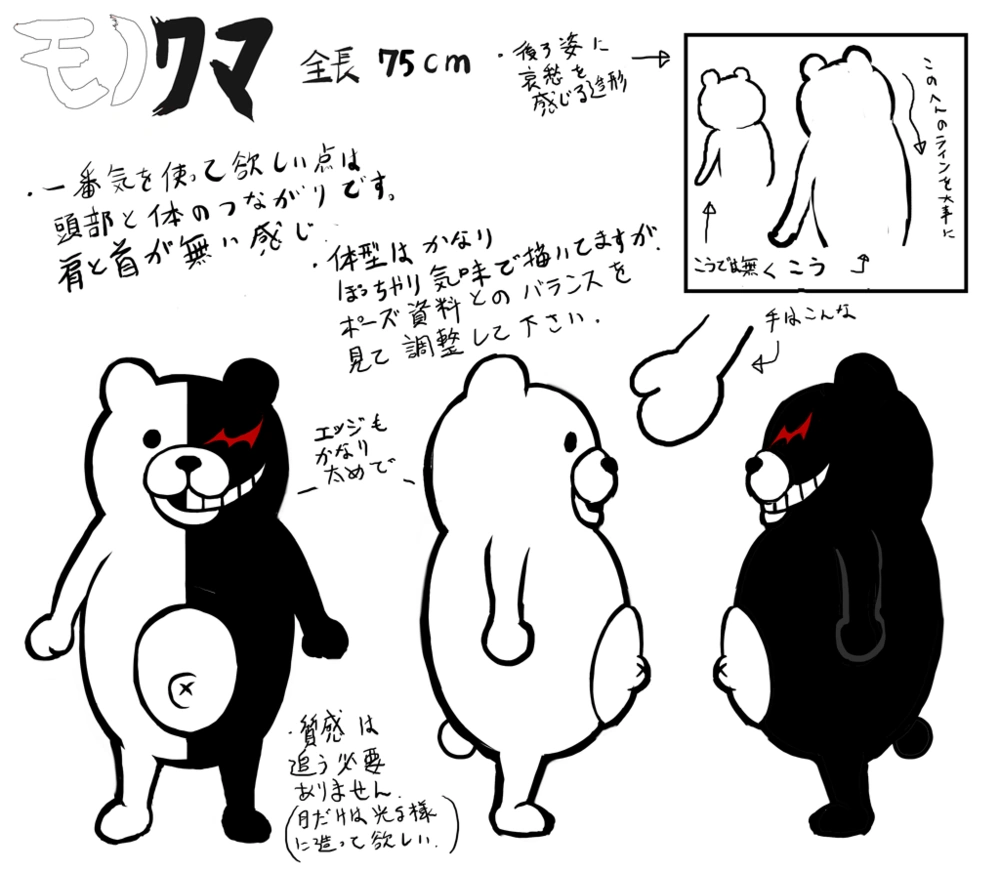 モノクマ
全長 75cm
・後ろ姿に
哀愁を
感じる造形
このへんのラインを大事に
こうでは無く こう
・一番気を使って欲しい点は
頭部と体のつながりです。
肩と首が無い感じ
・体型はかなり
ぽっちゃり気味で描いてますが、
ポーズ資料とのバランスを
見て調整して下さい.
手はこんな
エッジも
かなり
太めで
・質感は
追う必要
ありません.
(目だけは光る様
に造って欲しい.)